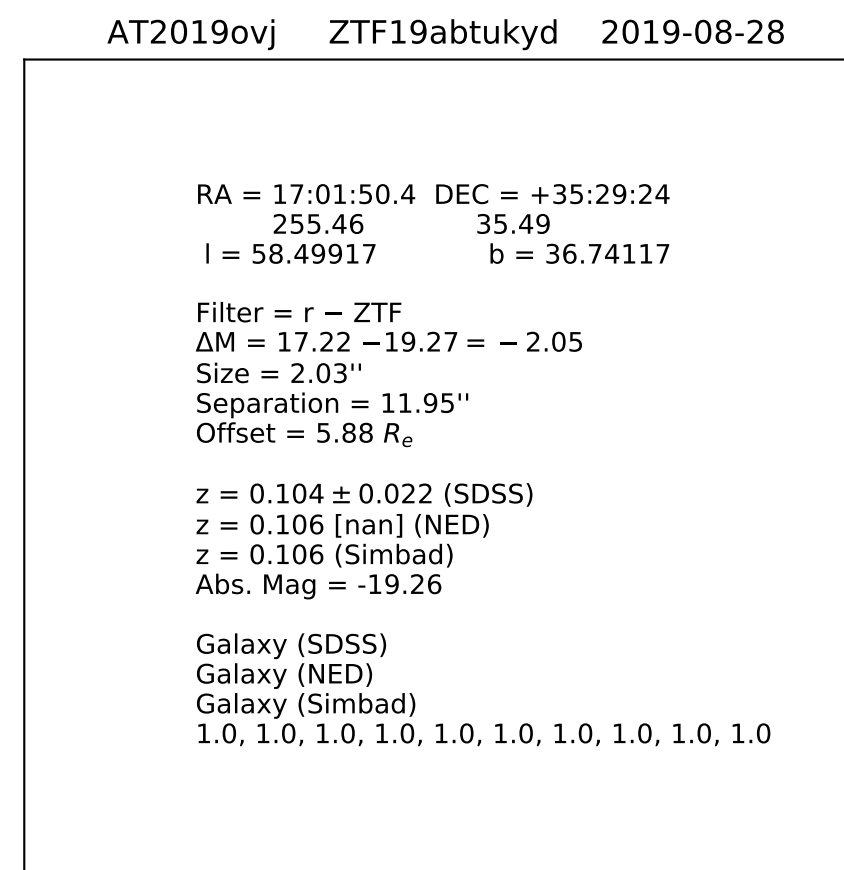 AT2019ovj ZTF19abtukyd 2019-08-28
RA = 17:01:50.4 DEC = +35:29:24
255.46 35.49
l = 58.49917 b = 36.74117
Filter = r − ZTF
ΔM = 17.22 −19.27 = − 2.05
Size = 2.03''
Separation = 11.95''
Offset = 5.88 Re
z = 0.104 ± 0.022 (SDSS)
z = 0.106 [nan] (NED)
z = 0.106 (Simbad)
Abs. Mag = -19.26
Galaxy (SDSS)
Galaxy (NED)
Galaxy (Simbad)
1.0, 1.0, 1.0, 1.0, 1.0, 1.0, 1.0, 1.0, 1.0, 1.0